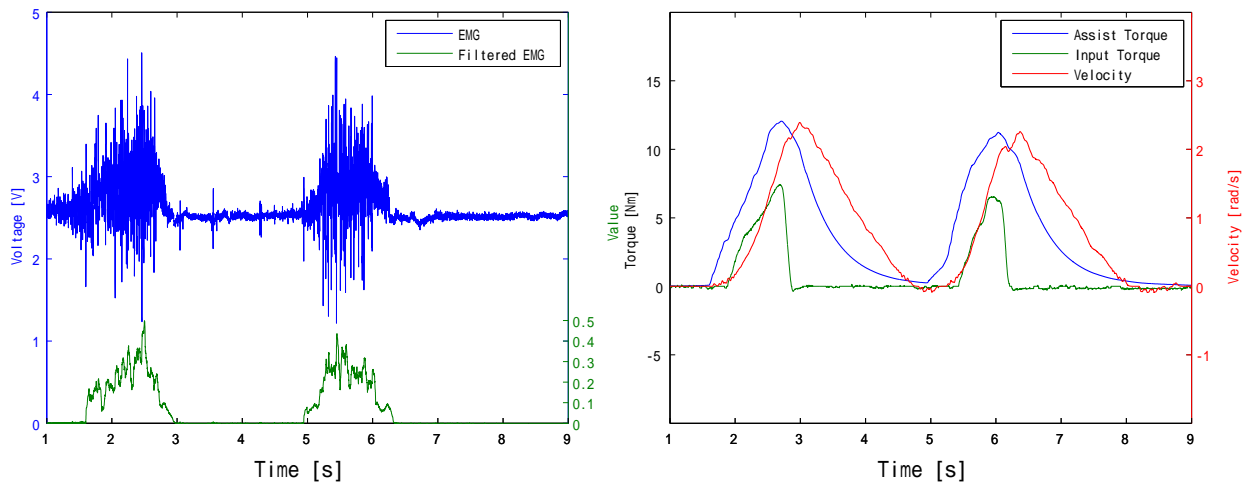 5
4
3
2
1
0
Voltage [V]
EMG
Filtered EMG
0.5
0.4
0.3
0.2
0.1
0
Value
1 2 3 4 5 6 7 8 9
Time [s]
15
10
5
0
-5
Torque [Nm]
Assist Torque
Input Torque
Velocity
3
2
1
0
-1
Velocity [rad/s]
1 2 3 4 5 6 7 8 9
Time [s]